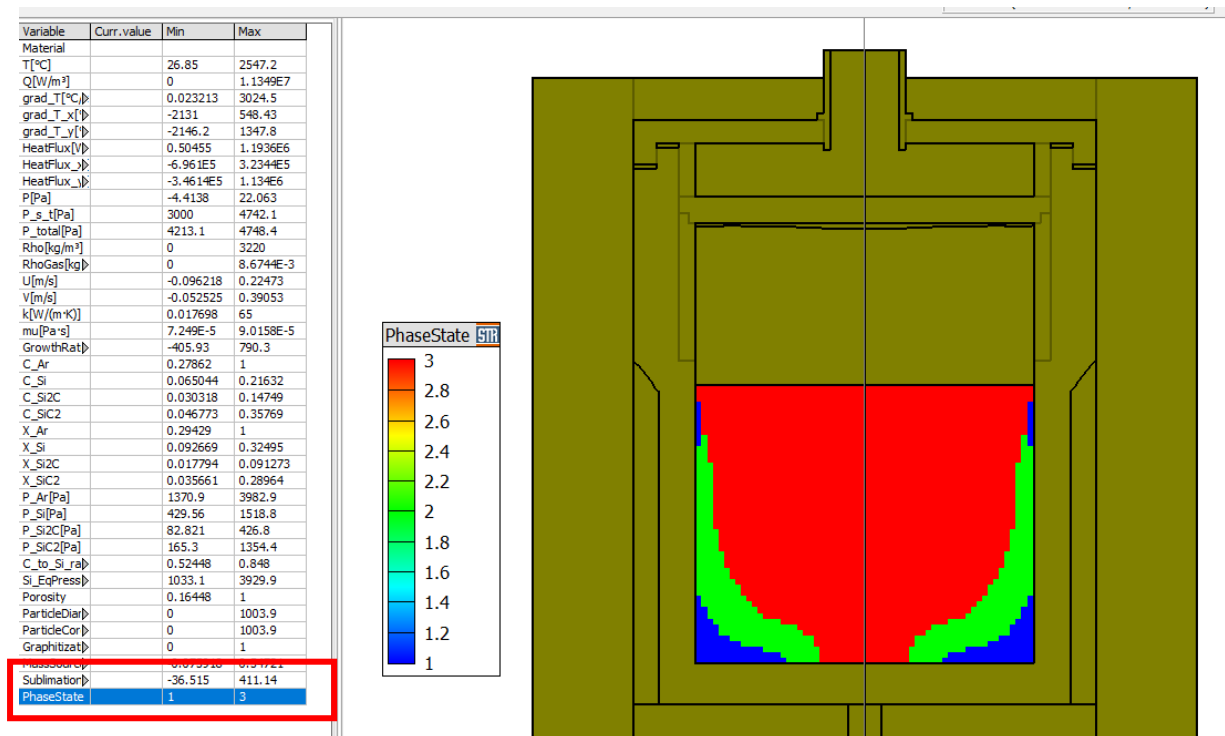 Variable Curr.value Min Max
Material
T[°C] 26.85 2547.2
Q[W/m³] 0 1.1349E7
grad_T[°C/ 0.023213 3024.5
grad_T_x[° -2131 548.43
grad_T_y[° -2146.2 1347.8
HeatFlux[W 0.50455 1.1936E6
HeatFlux_x -6.961E5 3.2344E5
HeatFlux_y -3.4614E5 1.134E6
P[Pa] -4.4138 22.063
P_s_t[Pa] 3000 4742.1
P_total[Pa] 4213.1 4748.4
Rho[kg/m³] 0 3220
RhoGas[kg 0 8.6744E-3
U[m/s] -0.096218 0.22473
V[m/s] -0.052525 0.39053
k[W/(m·K)] 0.017698 65
mu[Pa·s] 7.249E-5 9.0158E-5
GrowthRat -405.93 790.3
C_Ar 0.27862 1
C_Si 0.065044 0.21632
C_Si2C 0.030318 0.14749
C_SiC2 0.046773 0.35769
X_Ar 0.29429 1
X_Si 0.092669 0.32495
X_Si2C 0.017794 0.091273
X_SiC2 0.035661 0.28964
P_Ar[Pa] 1370.9 3982.9
P_Si[Pa] 429.56 1518.8
P_Si2C[Pa] 82.821 426.8
P_SiC2[Pa] 165.3 1354.4
C_to_Si_ra 0.52448 0.848
Si_EqPress 1033.1 3929.9
Porosity 0.16448 1
ParticleDiar 0 1003.9
ParticleCor 0 1003.9
Graphitizat 0 1
Sublimation -36.515 411.14
PhaseState 1 3
PhaseState STR
3
2.8
2.6
2.4
2.2
2
1.8
1.6
1.4
1.2
1